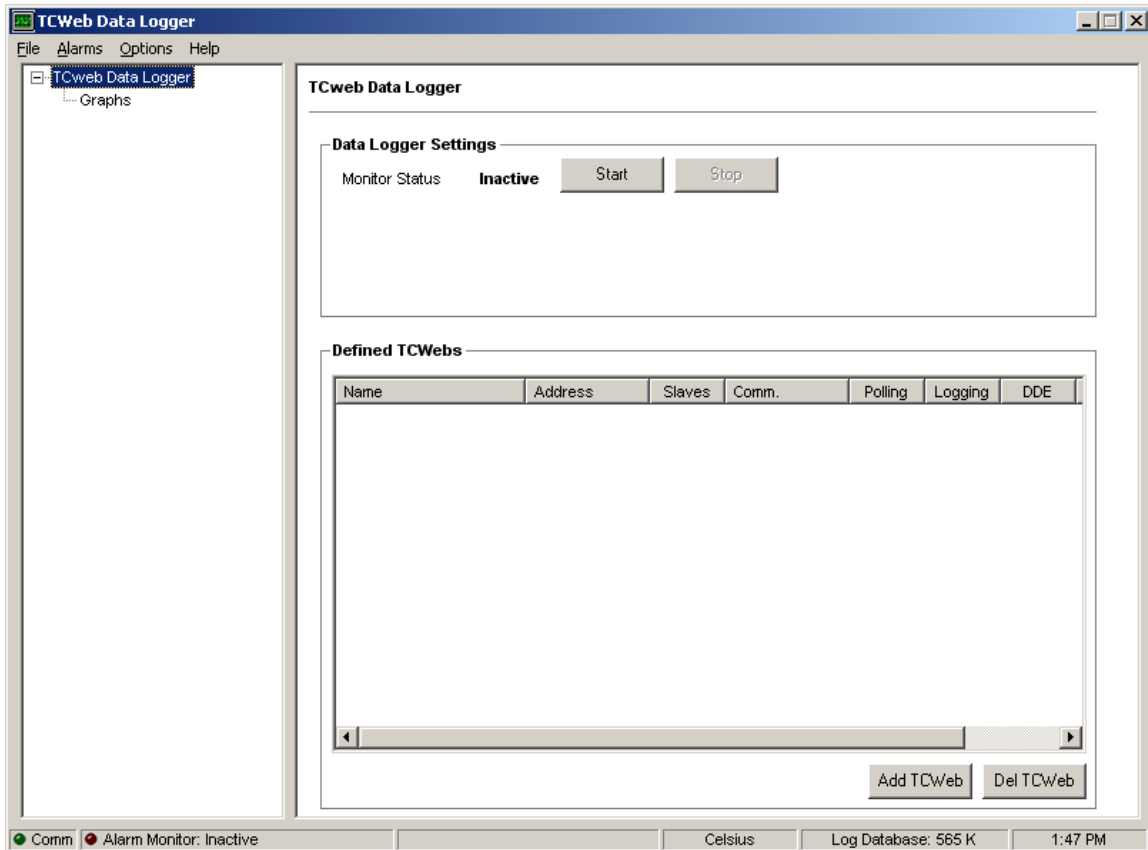 TCWeb Data Logger
File Alarms Options Help
TCweb Data Logger
Graphs
TCweb Data Logger
Data Logger Settings
Monitor Status Inactive Start Stop
Defined TCWebs
Name Address Slaves Comm. Polling Logging DDE
Add TCWeb Del TCWeb
Comm Alarm Monitor: Inactive Celsius Log Database: 565 K 1:47 PM